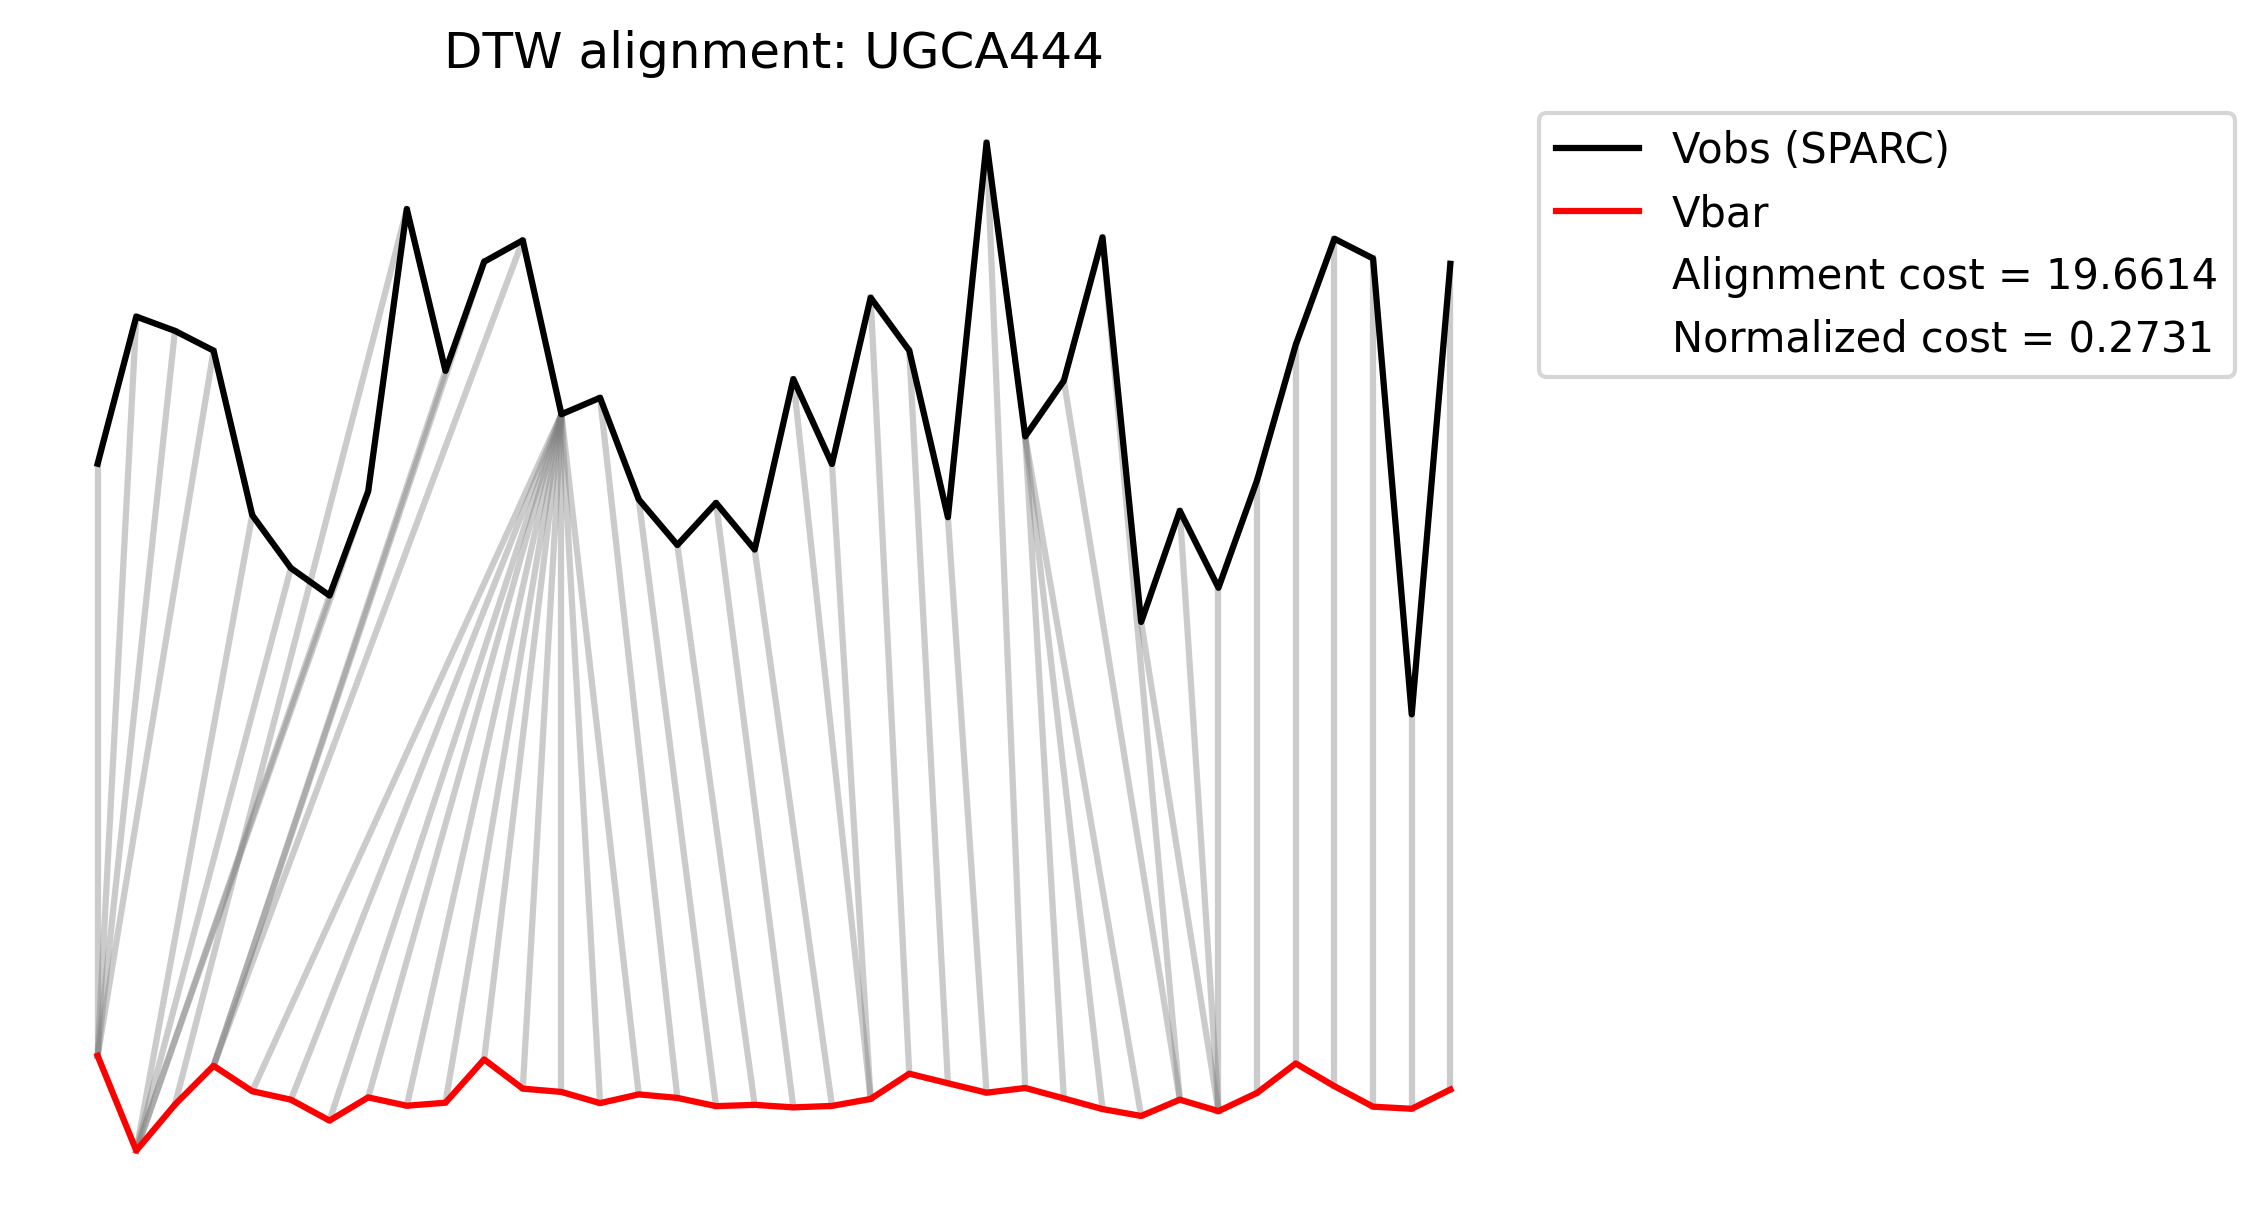 DTW alignment: UGCA444
Vobs (SPARC)
Vbar
Alignment cost = 19.6614
Normalized cost = 0.2731